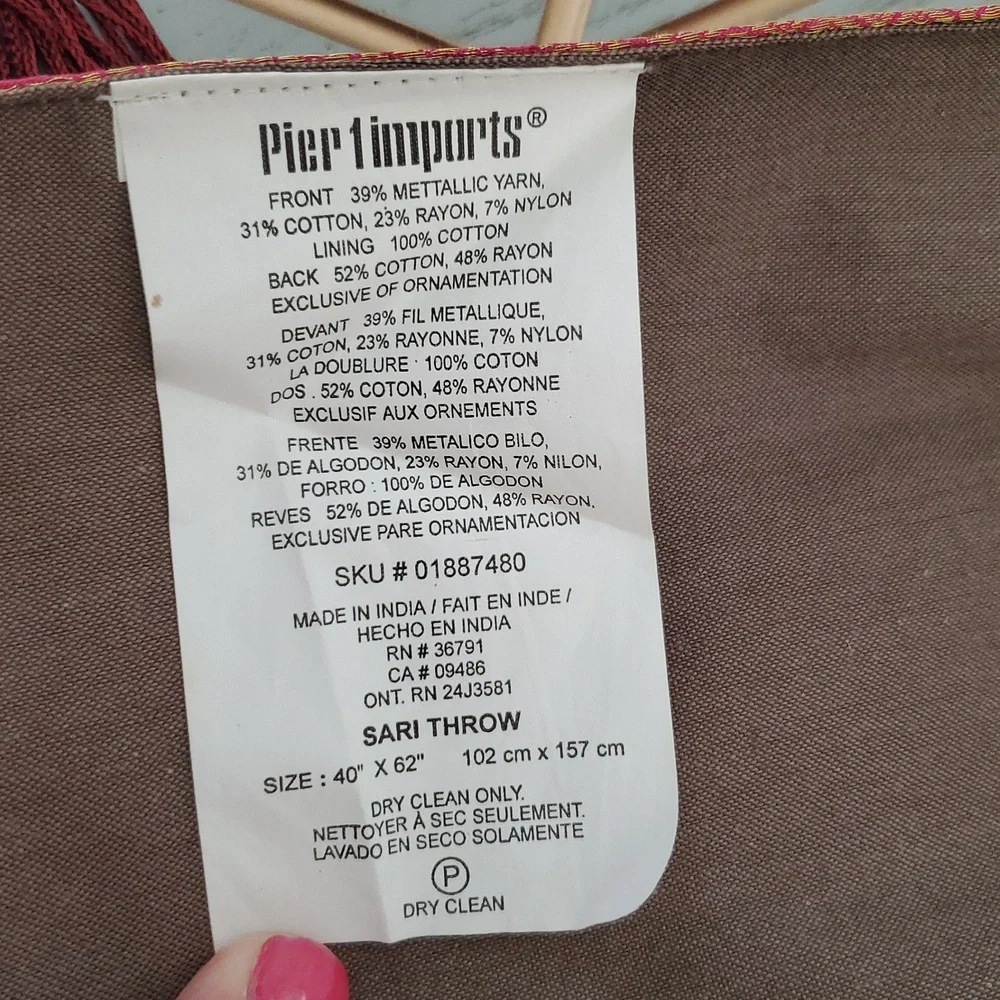 Pier 1 imports®
FRONT 39% METTALLIC YARN,
31% COTTON, 23% RAYON, 7% NYLON
LINING 100% COTTON
BACK 52% COTTON, 48% RAYON
EXCLUSIVE OF ORNAMENTATION
DEVANT 39% FIL METALLIQUE,
31% COTON, 23% RAYONNE, 7% NYLON
LA DOUBLURE : 100% COTON
DOS . 52% COTON, 48% RAYONNE
EXCLUSIF AUX ORNEMENTS
FRENTE 39% METALICO BILO,
31% DE ALGODON, 23% RAYON, 7% NILON,
FORRO : 100% DE ALGODON
REVES 52% DE ALGODON, 48% RAYON.
EXCLUSIVE PARE ORNAMENTACION
SKU # 01887480
MADE IN INDIA / FAIT EN INDE /
HECHO EN INDIA
RN # 36791
CA # 09486
ONT. RN 24J3581
SARI THROW
SIZE : 40" X 62" 102 cm x 157 cm
DRY CLEAN ONLY.
NETTOYER À SEC SEULEMENT.
LAVADO EN SECO SOLAMENTE
P
DRY CLEAN